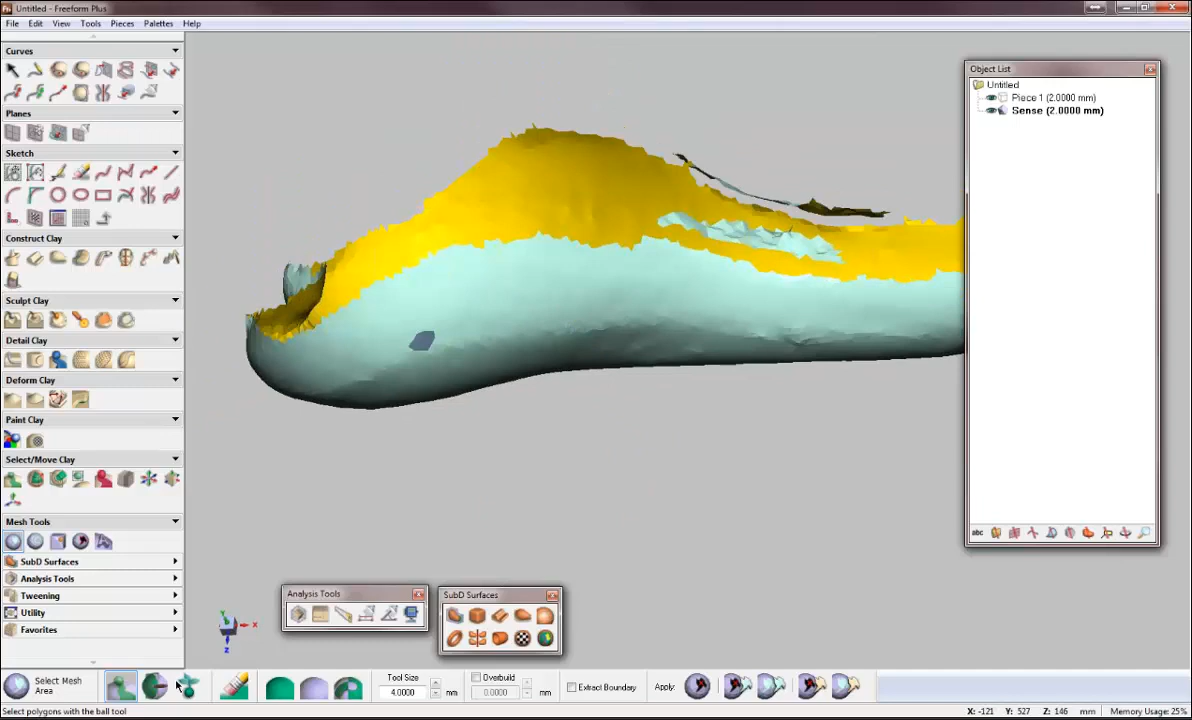 Untitled - Freeform Plus
File Edit View Tools Pieces Palettes Help
Curves
Planes
Sketch
Construct Clay
Sculpt Clay
Detail Clay
Deform Clay
Paint Clay
Select/Move Clay
Mesh Tools
SubD Surfaces
Analysis Tools
Tweening
Utility
Favorites
Object List
Untitled
Piece 1 (2.0000 mm)
Sense (2.0000 mm)
abc
Analysis Tools
SubD Surfaces
Y
X
Z
Select Mesh
Area
Tool Size
4.0000 mm
Overbuild
0.0000 mm
Extract Boundary
Apply:
Select polygons with the ball tool
X: -121 Y: 527 Z: 146 mm Memory Usage: 25%